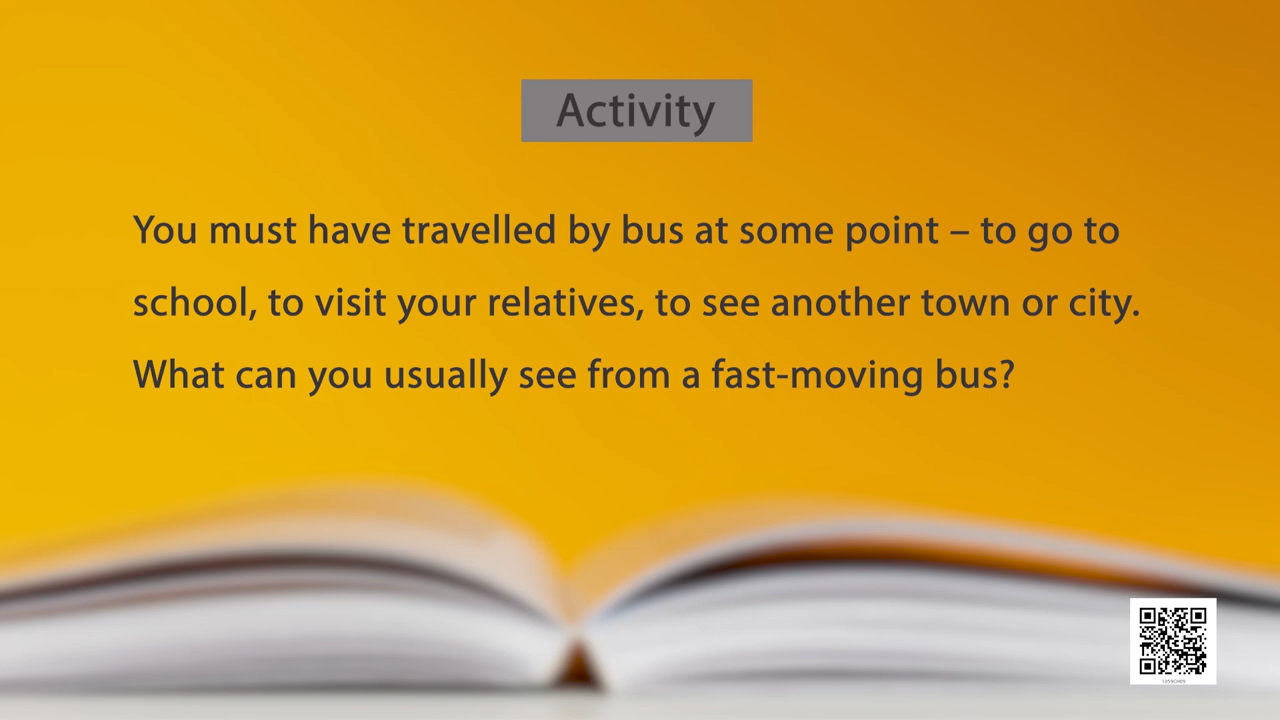 Activity
You must have travelled by bus at some point – to go to
school, to visit your relatives, to see another town or city.
What can you usually see from a fast-moving bus?